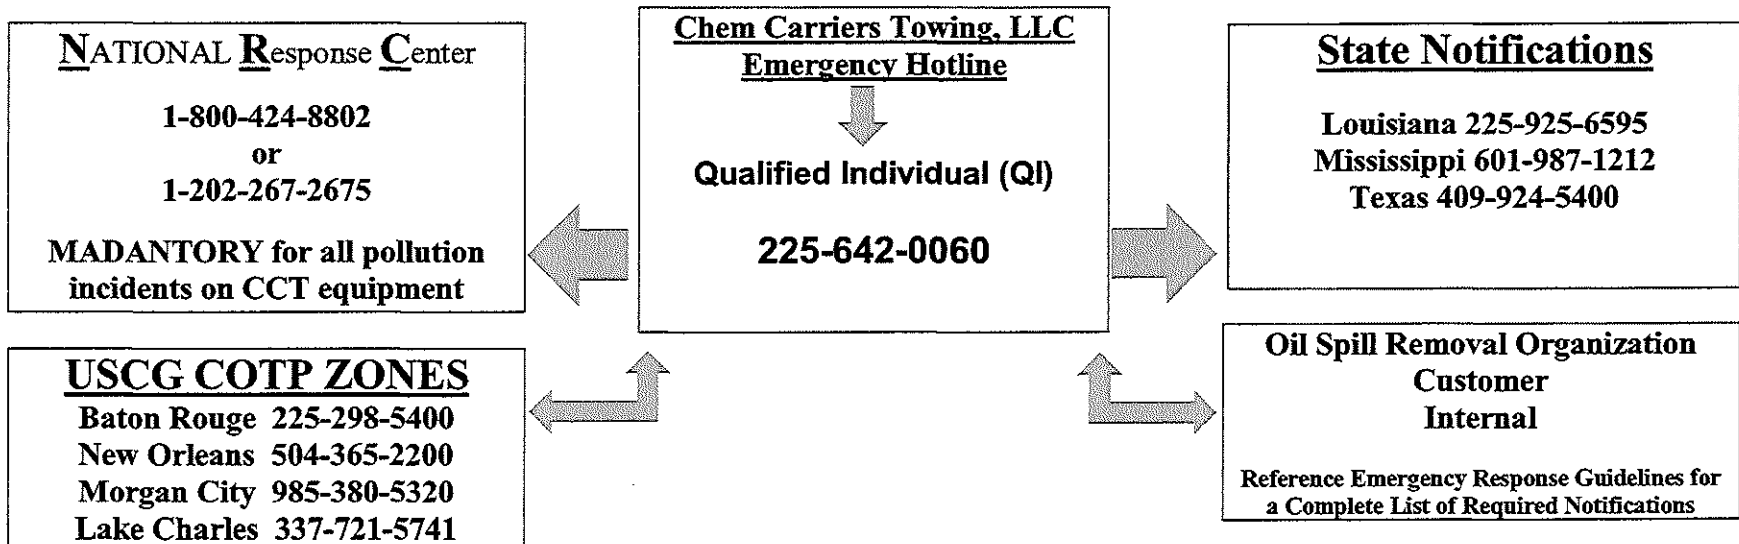 NATIONAL Response Center
1-800-424-8802
or
1-202-267-2675
MADANTORY for all pollution
incidents on CCT equipment
USCG COTP ZONES
Baton Rouge 225-298-5400
New Orleans 504-365-2200
Morgan City 985-380-5320
Lake Charles 337-721-5741
Chem Carriers Towing, LLC
Emergency Hotline
Qualified Individual (QI)
225-642-0060
State Notifications
Louisiana 225-925-6595
Mississippi 601-987-1212
Texas 409-924-5400
Oil Spill Removal Organization
Customer
Internal
Reference Emergency Response Guidelines for
a Complete List of Required Notifications